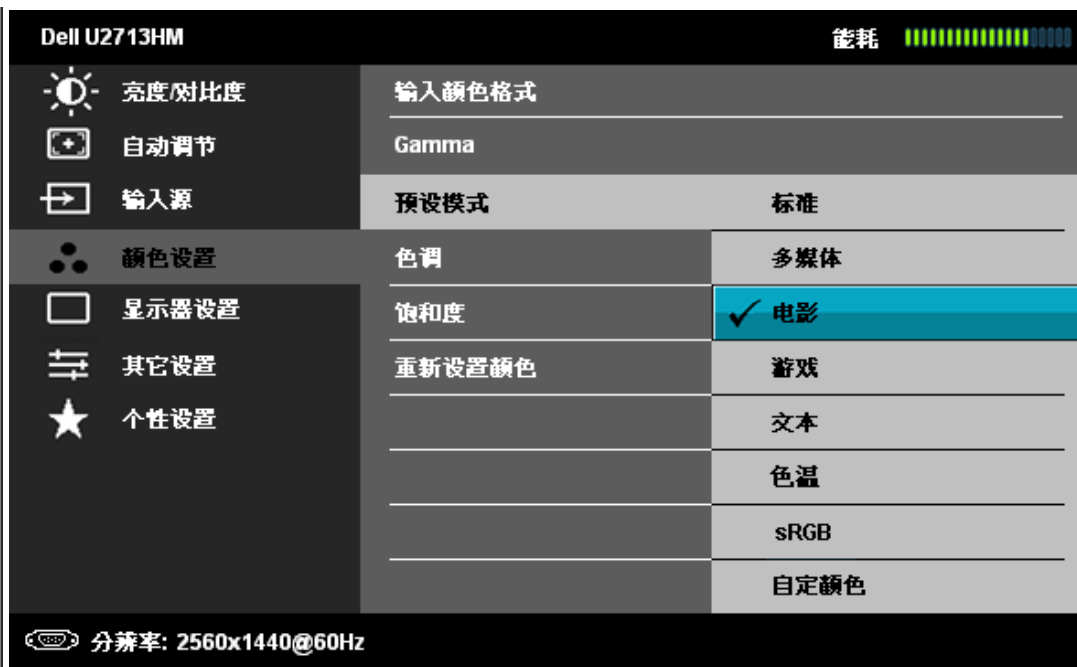 Dell U2713HM 能耗
亮度/对比度
自动调节
输入源
颜色设置
显示器设置
其它设置
个性设置
输入颜色格式
Gamma
预设模式
色调
饱和度
重新设置颜色
标准
多媒体
电影
游戏
文本
色温
sRGB
自定颜色
分辨率: 2560x1440@60Hz